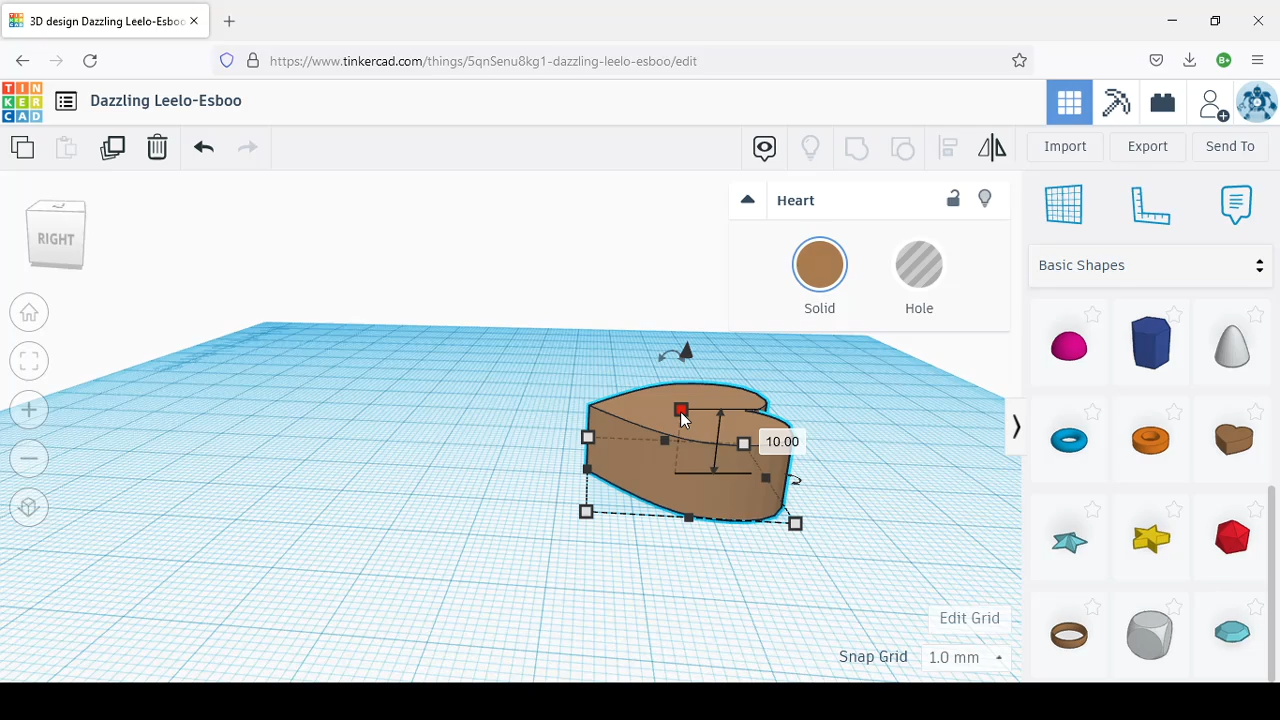 3D design Dazzling Leelo-Esboo
https://www.tinkercad.com/things/5qnSenu8kg1-dazzling-leelo-esboo/edit
B+
TIN
KER
CAD
Dazzling Leelo-Esboo
Import
Export
Send To
RIGHT
Heart
Solid
Hole
Basic Shapes
10.00
Edit Grid
Snap Grid 1.0 mm